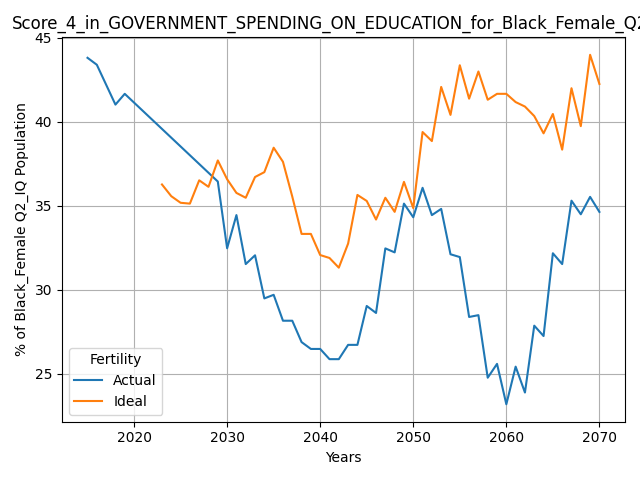 Score_4_in_GOVERNMENT_SPENDING_ON_EDUCATION_for_Black_Female_Q2
45
40
35
30
25
% of Black_Female Q2_IQ Population
Fertility
Actual
Ideal
2020 2030 2040 2050 2060 2070
Years